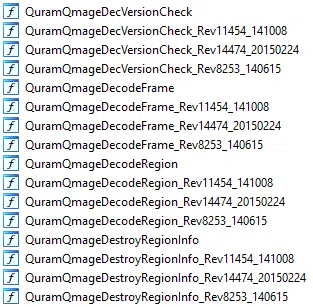 QuramQmageDecVersionCheck
QuramQmageDecVersionCheck_Rev11454_141008
QuramQmageDecVersionCheck_Rev14474_20150224
QuramQmageDecVersionCheck_Rev8253_140615
QuramQmageDecodeFrame
QuramQmageDecodeFrame_Rev11454_141008
QuramQmageDecodeFrame_Rev14474_20150224
QuramQmageDecodeFrame_Rev8253_140615
QuramQmageDecodeRegion
QuramQmageDecodeRegion_Rev11454_141008
QuramQmageDecodeRegion_Rev14474_20150224
QuramQmageDecodeRegion_Rev8253_140615
QuramQmageDestroyRegionInfo
QuramQmageDestroyRegionInfo_Rev11454_141008
QuramQmageDestroyRegionInfo_Rev14474_20150224
QuramQmageDestroyRegionInfo_Rev8253_140615